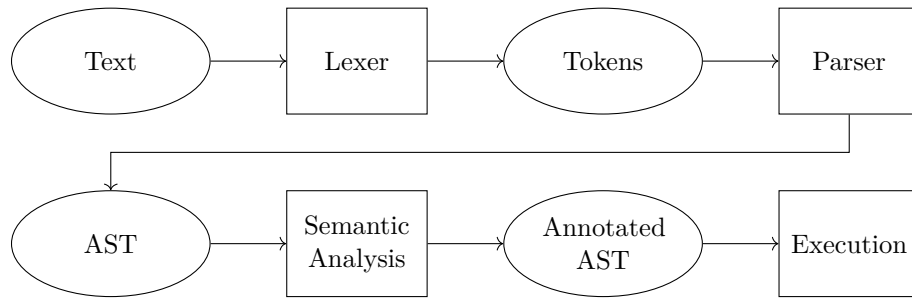 Text
Lexer
Tokens
Parser
AST
Semantic
Analysis
Annotated
AST
Execution